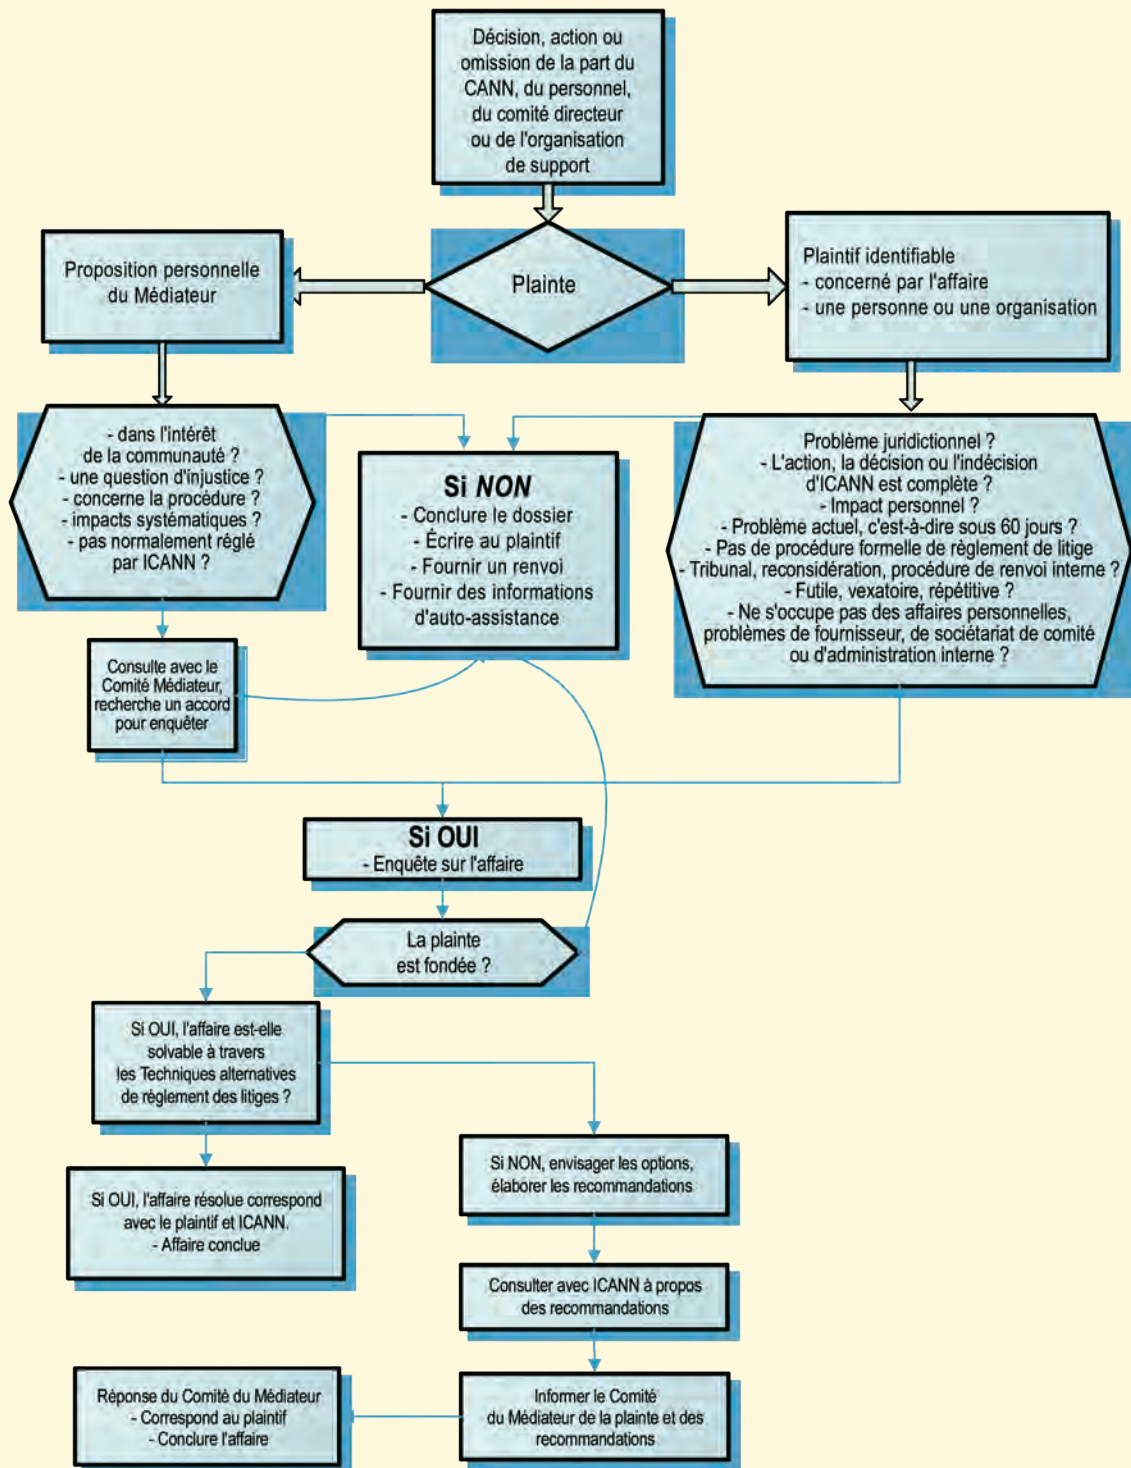 Décision, action ou
omission de la part du
CANN, du personnel,
du comité directeur
ou de l'organisation
de support
Plainte
Proposition personnelle
du Médiateur
Plaintif identifiable
- concerné par l'affaire
- une personne ou une organisation
- dans l'intérêt
de la communauté ?
- une question d'injustice ?
- concerne la procédure ?
- impacts systématiques ?
- pas normalement réglé
par ICANN ?
Si NON
- Conclure le dossier
- Écrire au plaintif
- Fournir un renvoi
- Fournir des informations
d'auto-assistance
Problème juridictionnel ?
- L'action, la décision ou l'indécision
d'ICANN est complète ?
- Impact personnel ?
- Problème actuel, c'est-à-dire sous 60 jours ?
- Pas de procédure formelle de règlement de litige
- Tribunal, reconsidération, procédure de renvoi interne ?
- Futile, vexatoire, répétitive ?
- Ne s'occupe pas des affaires personnelles,
problèmes de fournisseur, de sociétariat de comité
ou d'administration interne ?
Consulte avec le
Comité Médiateur,
recherche un accord
pour enquêter
Si OUI
- Enquête sur l'affaire
La plainte
est fondée ?
Si OUI, l'affaire est-elle
solvable à travers
les Techniques alternatives
de règlement des litiges ?
Si OUI, l'affaire résolue correspond
avec le plaintif et ICANN.
- Affaire conclue
Si NON, envisager les options,
élaborer les recommandations
Consulter avec ICANN à propos
des recommandations
Informer le Comité
du Médiateur de la plainte et des
recommandations
Réponse du Comité du Médiateur
- Correspond au plaintif
- Conclure l'affaire